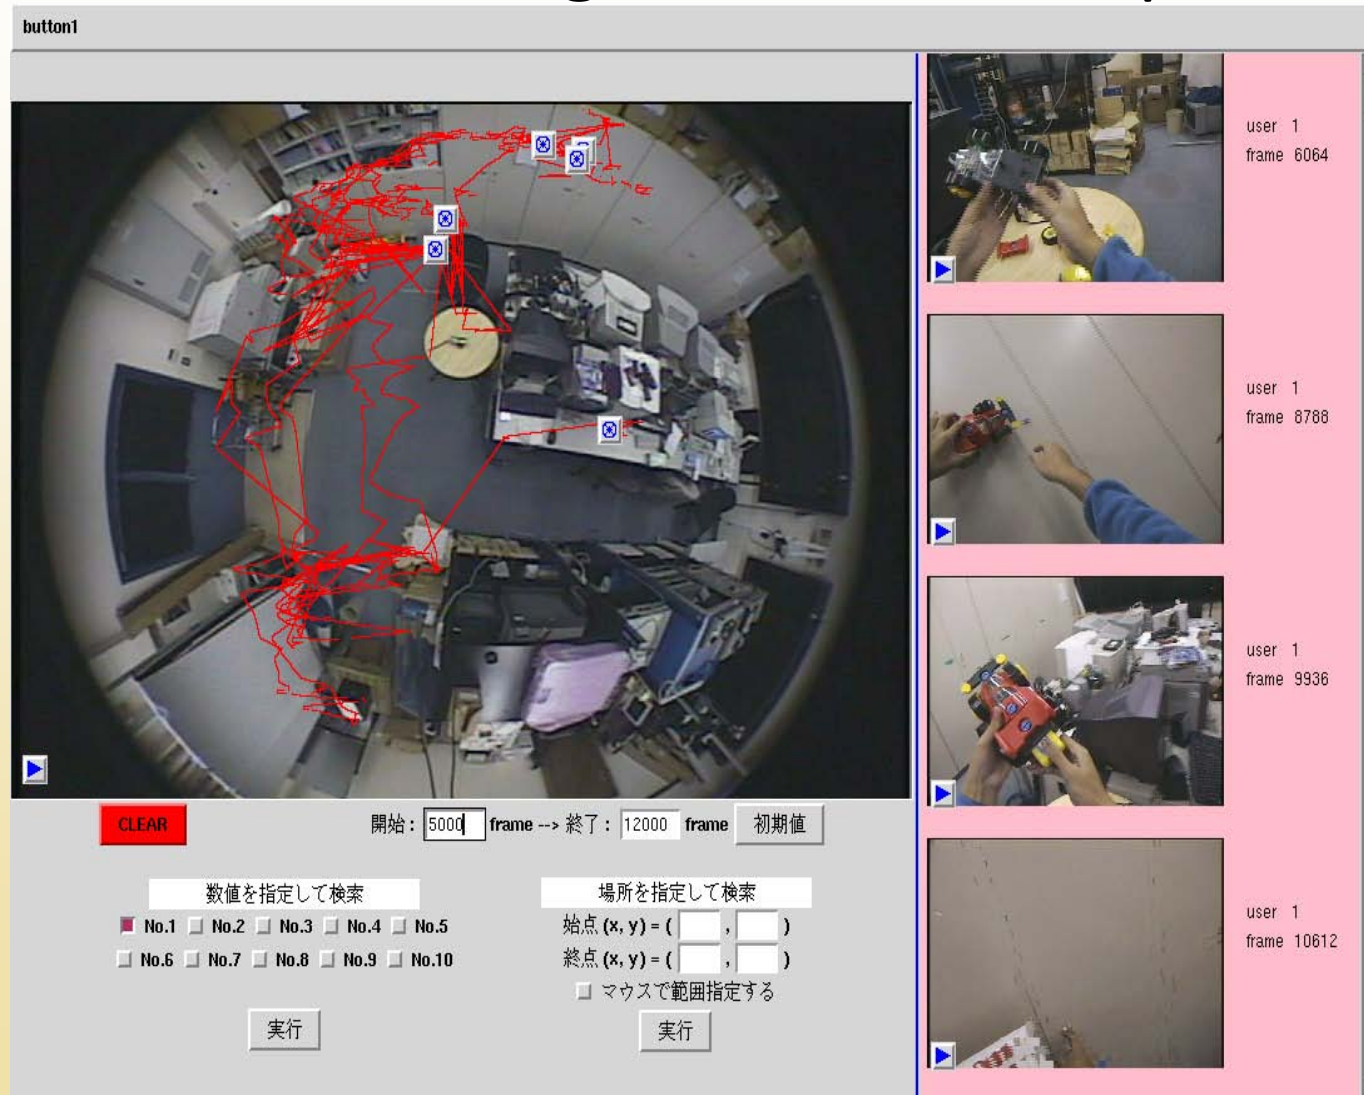 button1
user 1
frame 6064
user 1
frame 8788
user 1
frame 9936
user 1
frame 10612
CLEAR
開始: 5000 frame --> 終了: 12000 frame 初期値
数値を指定して検索
No.1 No.2 No.3 No.4 No.5
No.6 No.7 No.8 No.9 No.10
実行
場所を指定して検索
始点 (x, y) = ( , )
終点 (x, y) = ( , )
マウスで範囲指定する
実行